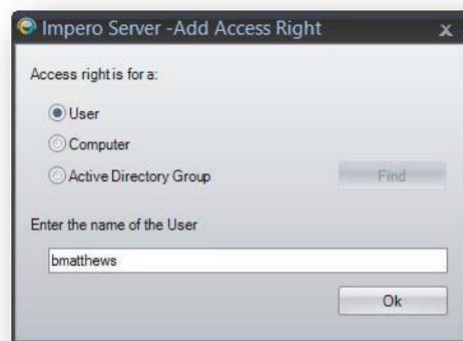 Impero Server -Add Access Right x
Access right is for a:
User
Computer
Active Directory Group Find
Enter the name of the User
bmatthews
Ok